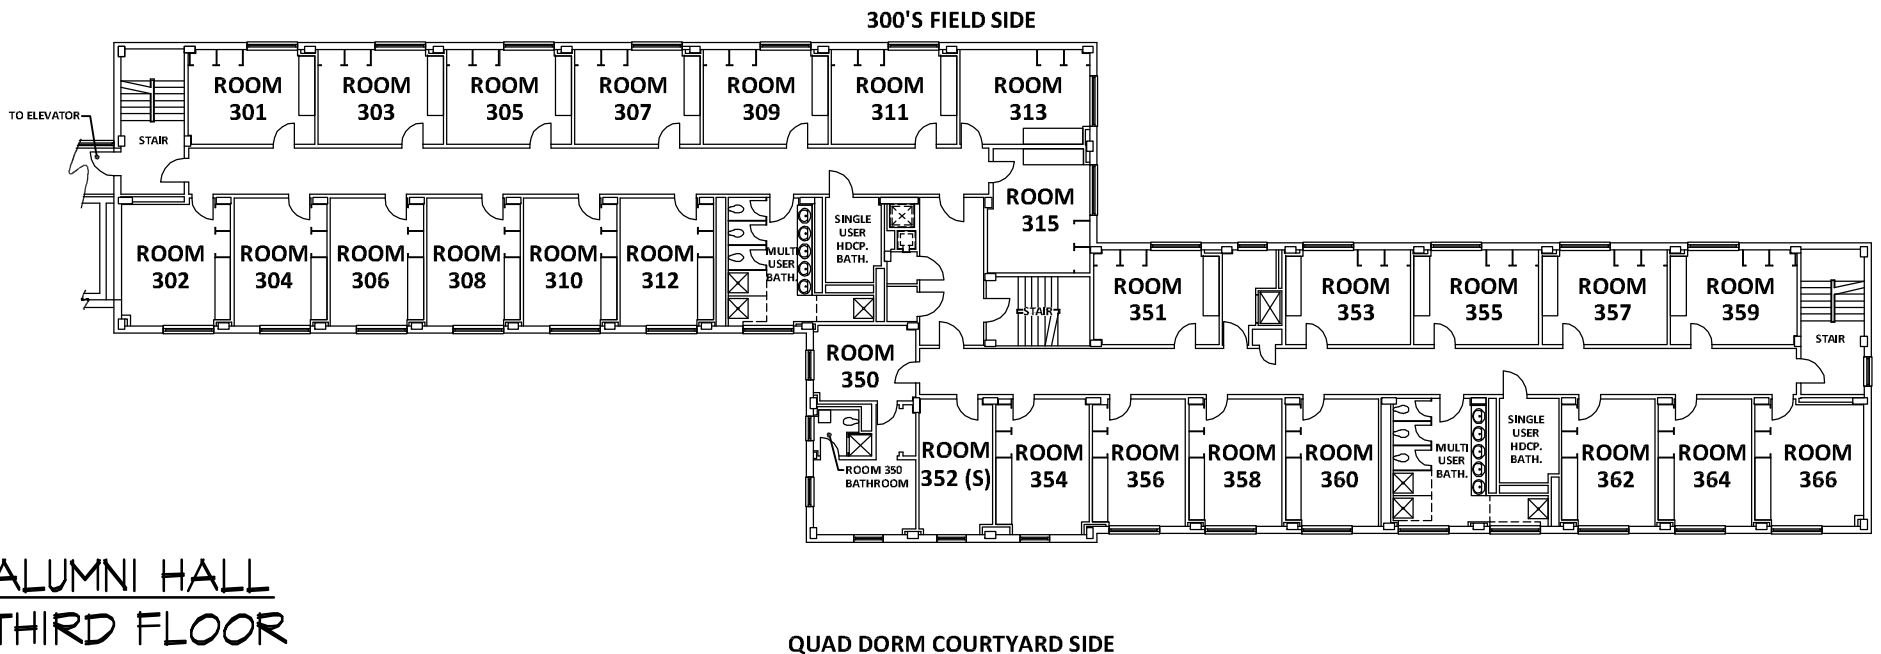 300'S FIELD SIDE
ROOM
301
ROOM
303
ROOM
305
ROOM
307
ROOM
309
ROOM
311
ROOM
313
TO ELEVATOR
STAIR
ROOM
315
ROOM
302
ROOM
304
ROOM
306
ROOM
308
ROOM
310
ROOM
312
MULTI
USER
BATH.
SINGLE
USER
HDCP.
BATH.
STAIR
ROOM
351
ROOM
353
ROOM
355
ROOM
357
ROOM
359
STAIR
ROOM
350
ROOM 350
BATHROOM
ROOM
352 (S)
ROOM
354
ROOM
356
ROOM
358
ROOM
360
MULTI
USER
BATH.
SINGLE
USER
HDCP.
BATH.
ROOM
362
ROOM
364
ROOM
366
ALUMNI HALL
THIRD FLOOR
QUAD DORM COURTYARD SIDE